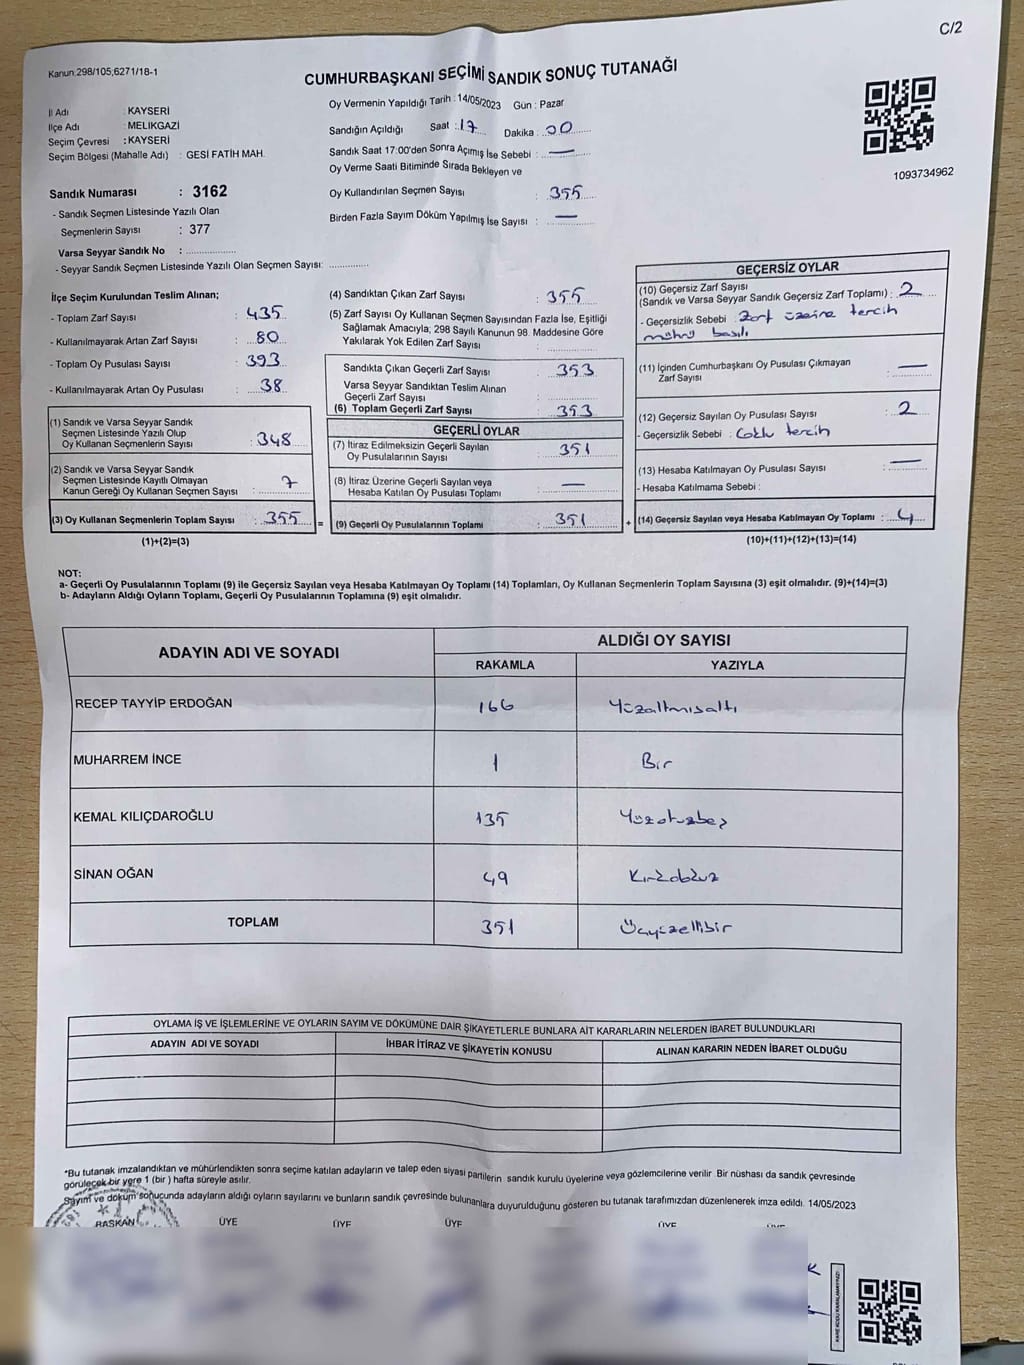 C/2
Kanun:298/105;6271/18-1
CUMHURBAŞKANI SEÇİMİ SANDIK SONUÇ TUTANAĞI
İl Adı : KAYSERİ
İlçe Adı : MELİKGAZİ
Seçim Çevresi : KAYSERİ
Seçim Bölgesi (Mahalle Adı) : GESİ FATİH MAH.
Sandık Numarası : 3162
- Sandık Seçmen Listesinde Yazılı Olan
Seçmenlerin Sayısı : 377
Varsa Seyyar Sandık No : ..................
- Seyyar Sandık Seçmen Listesinde Yazılı Olan Seçmen Sayısı: ..............
Oy Vermenin Yapıldığı Tarih : 14/05/2023 Gün : Pazar
Sandığın Açıldığı Saat : 17 Dakika : 00
Sandık Saat 17:00'den Sonra Açımış İse Sebebi : —
Oy Verme Saati Bitiminde Sırada Bekleyen ve
Oy Kullandırılan Seçmen Sayısı : 355
Birden Fazla Sayım Döküm Yapılmış İse Sayısı : —
1093734962
İlçe Seçim Kurulundan Teslim Alınan;
- Toplam Zarf Sayısı : 435
- Kullanılmayarak Artan Zarf Sayısı : 80
- Toplam Oy Pusulası Sayısı : 393
- Kullanılmayarak Artan Oy Pusulası : 38
(1) Sandık ve Varsa Seyyar Sandık
Seçmen Listesinde Yazılı Olup
Oy Kullanan Seçmenlerin Sayısı : 348
(2) Sandık ve Varsa Seyyar Sandık
Seçmen Listesinde Kayıtlı Olmayan
Kanun Gereği Oy Kullanan Seçmen Sayısı : 7
(3) Oy Kullanan Seçmenlerin Toplam Sayısı : 355 =
(1)+(2)=(3)
(4) Sandıktan Çıkan Zarf Sayısı : 355
(5) Zarf Sayısı Oy Kullanan Seçmen Sayısından Fazla İse, Eşitliği
Sağlamak Amacıyla; 298 Sayılı Kanunun 98. Maddesine Göre
Yakılarak Yok Edilen Zarf Sayısı : ..............
Sandıkta Çıkan Geçerli Zarf Sayısı : 353
Varsa Seyyar Sandıktan Teslim Alınan
Geçerli Zarf Sayısı : ..............
(6) Toplam Geçerli Zarf Sayısı : 353
GEÇERLİ OYLAR
(7) İtiraz Edilmeksizin Geçerli Sayılan
Oy Pusulalarının Sayısı : 351
(8) İtiraz Üzerine Geçerli Sayılan veya
Hesaba Katılan Oy Pusulası Toplamı : —
(9) Geçerli Oy Pusulalarının Toplamı : 351 +
GEÇERSİZ OYLAR
(10) Geçersiz Zarf Sayısı
(Sandık ve Varsa Seyyar Sandık Geçersiz Zarf Toplamı) : 2
- Geçersizlik Sebebi : Zarf üzeine tercih
mührü basılı
(11) İçinden Cumhurbaşkanı Oy Pusulası Çıkmayan
Zarf Sayısı : —
(12) Geçersiz Sayılan Oy Pusulası Sayısı : 2
- Geçersizlik Sebebi : Çoklu tercih
(13) Hesaba Katılmayan Oy Pusulası Sayısı : —
- Hesaba Katılmama Sebebi :
(14) Geçersiz Sayılan veya Hesaba Katılmayan Oy Toplamı : 4
(10)+(11)+(12)+(13)=(14)
NOT:
a- Geçerli Oy Pusulalarının Toplamı (9) ile Geçersiz Sayılan veya Hesaba Katılmayan Oy Toplamı (14) Toplamları, Oy Kullanan Seçmenlerin Toplam Sayısına (3) eşit olmalıdır. (9)+(14)=(3)
b- Adayların Aldığı Oyların Toplamı, Geçerli Oy Pusulalarının Toplamına (9) eşit olmalıdır.
ADAYIN ADI VE SOYADI ALDIĞI OY SAYISI
RAKAMLA YAZIYLA
RECEP TAYYİP ERDOĞAN 166 Yüzaltmışaltı
MUHARREM İNCE 1 Bir
KEMAL KILIÇDAROĞLU 135 Yüzotuzbeş
SİNAN OĞAN 49 Kırkdokuz
TOPLAM 351 Üçyüzellibir
OYLAMA İŞ VE İŞLEMLERİNE VE OYLARIN SAYIM VE DÖKÜMÜNE DAİR ŞİKAYETLERLE BUNLARA AİT KARARLARIN NELERDEN İBARET BULUNDUKLARI
ADAYIN ADI VE SOYADI İHBAR İTİRAZ VE ŞİKAYETİN KONUSU ALINAN KARARIN NEDEN İBARET OLDUĞU
*Bu tutanak imzalandıktan ve mühürlendikten sonra seçime katılan adayların ve talep eden siyasi partilerin sandık kurulu üyelerine veya gözlemcilerine verilir. Bir nüshası da sandık çevresinde
görülecek bir yere 1 (bir ) hafta süreyle asılır.
Sayım ve döküm sonucunda adayların aldığı oyların sayılarını ve bunların sandık çevresinde bulunanlara duyurulduğunu gösteren bu tutanak tarafımızdan düzenlenerek imza edildi. 14/05/2023
BAŞKAN ÜYE ÜYE ÜYE ÜYE
KARE KODU KARALAMAYINIZ!